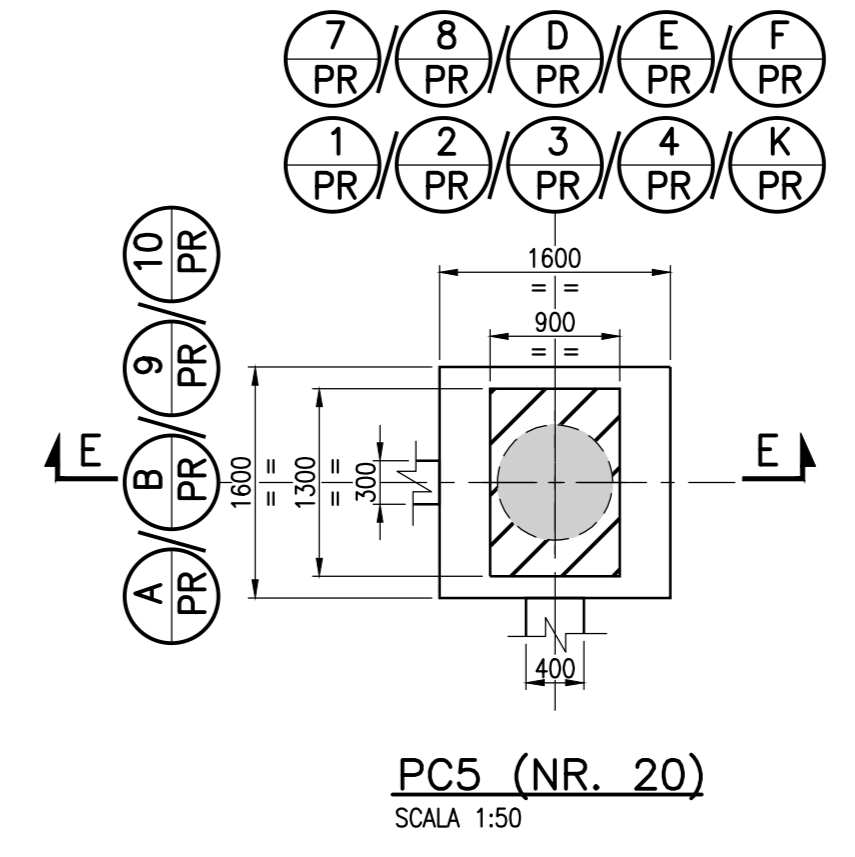 7 / 8 / D / E / F
PR PR PR PR PR
1 / 2 / 3 / 4 / K
PR PR PR PR PR
1600
= =
900
= =
10 / 9 / B / A
PR PR PR PR
E
E
1600
= =
1300
= =
300
400
PC5 (NR. 20)
SCALA 1:50